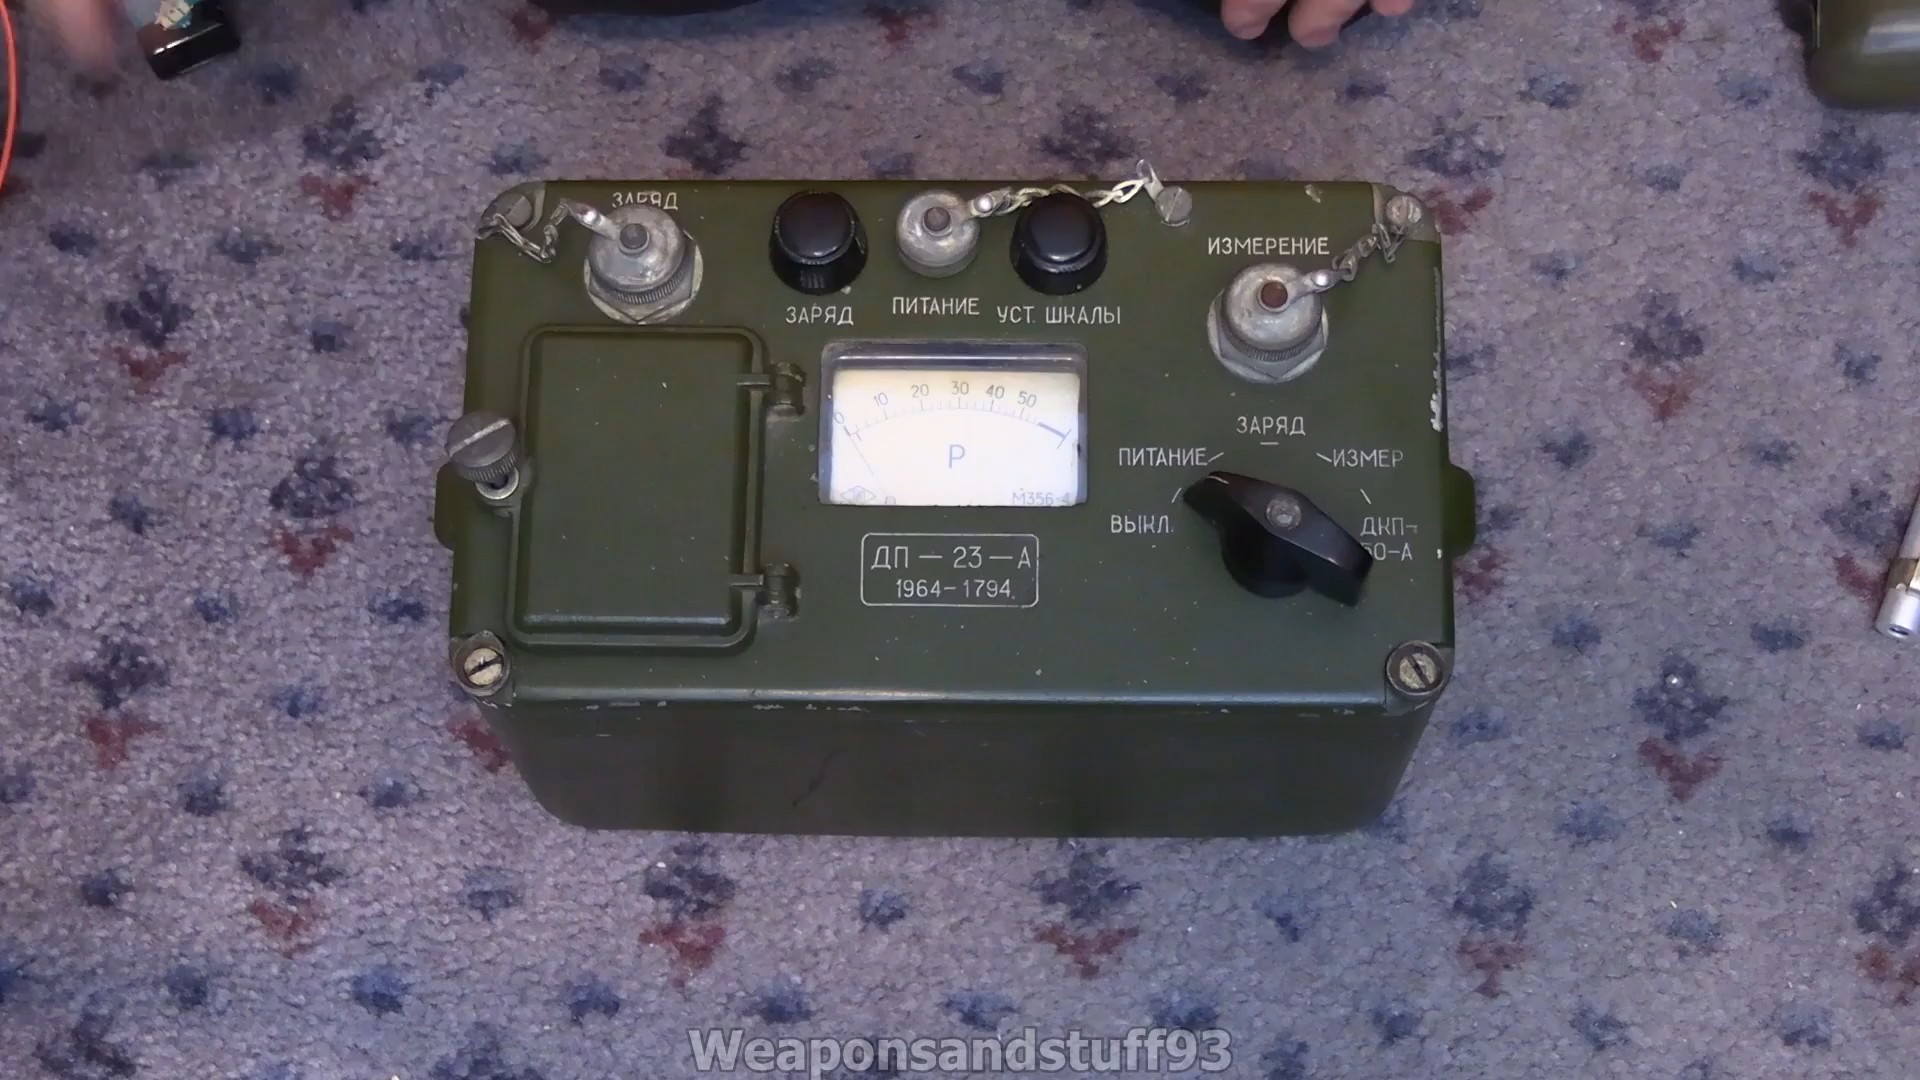 ЗАРЯД
ИЗМЕРЕНИЕ
ЗАРЯД
ПИТАНИЕ
УСТ. ШКАЛЫ
0 10 20 30 40 50
Р
М356-4
ЗАРЯД
ПИТАНИЕ
ИЗМЕР
ВЫКЛ.
ДКП-
50-А
ДП — 23 — А
1964-1794.
Weaponsandstuff93